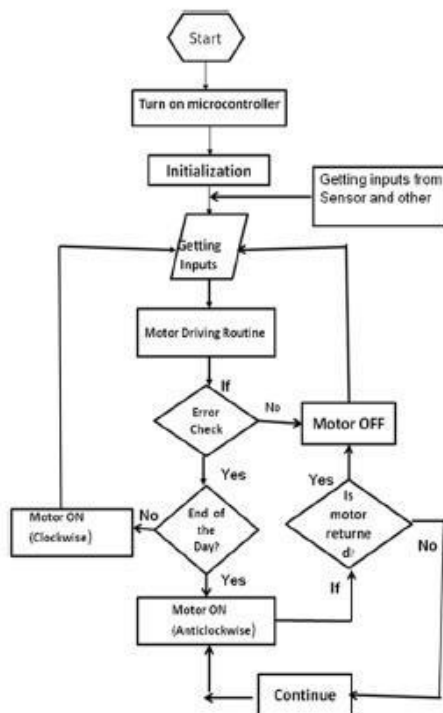 Start
Turn on microcontroller
Initialization
Getting inputs from
Sensor and other
Getting
Inputs
Motor Driving Routine
If
Error
Check
No
Motor OFF
Yes
Yes
Is
motor
returne
d?
No
If
Motor ON
(Clockwise)
No
End of
the
Day?
Yes
Motor ON
(Anticlockwise)
Continue